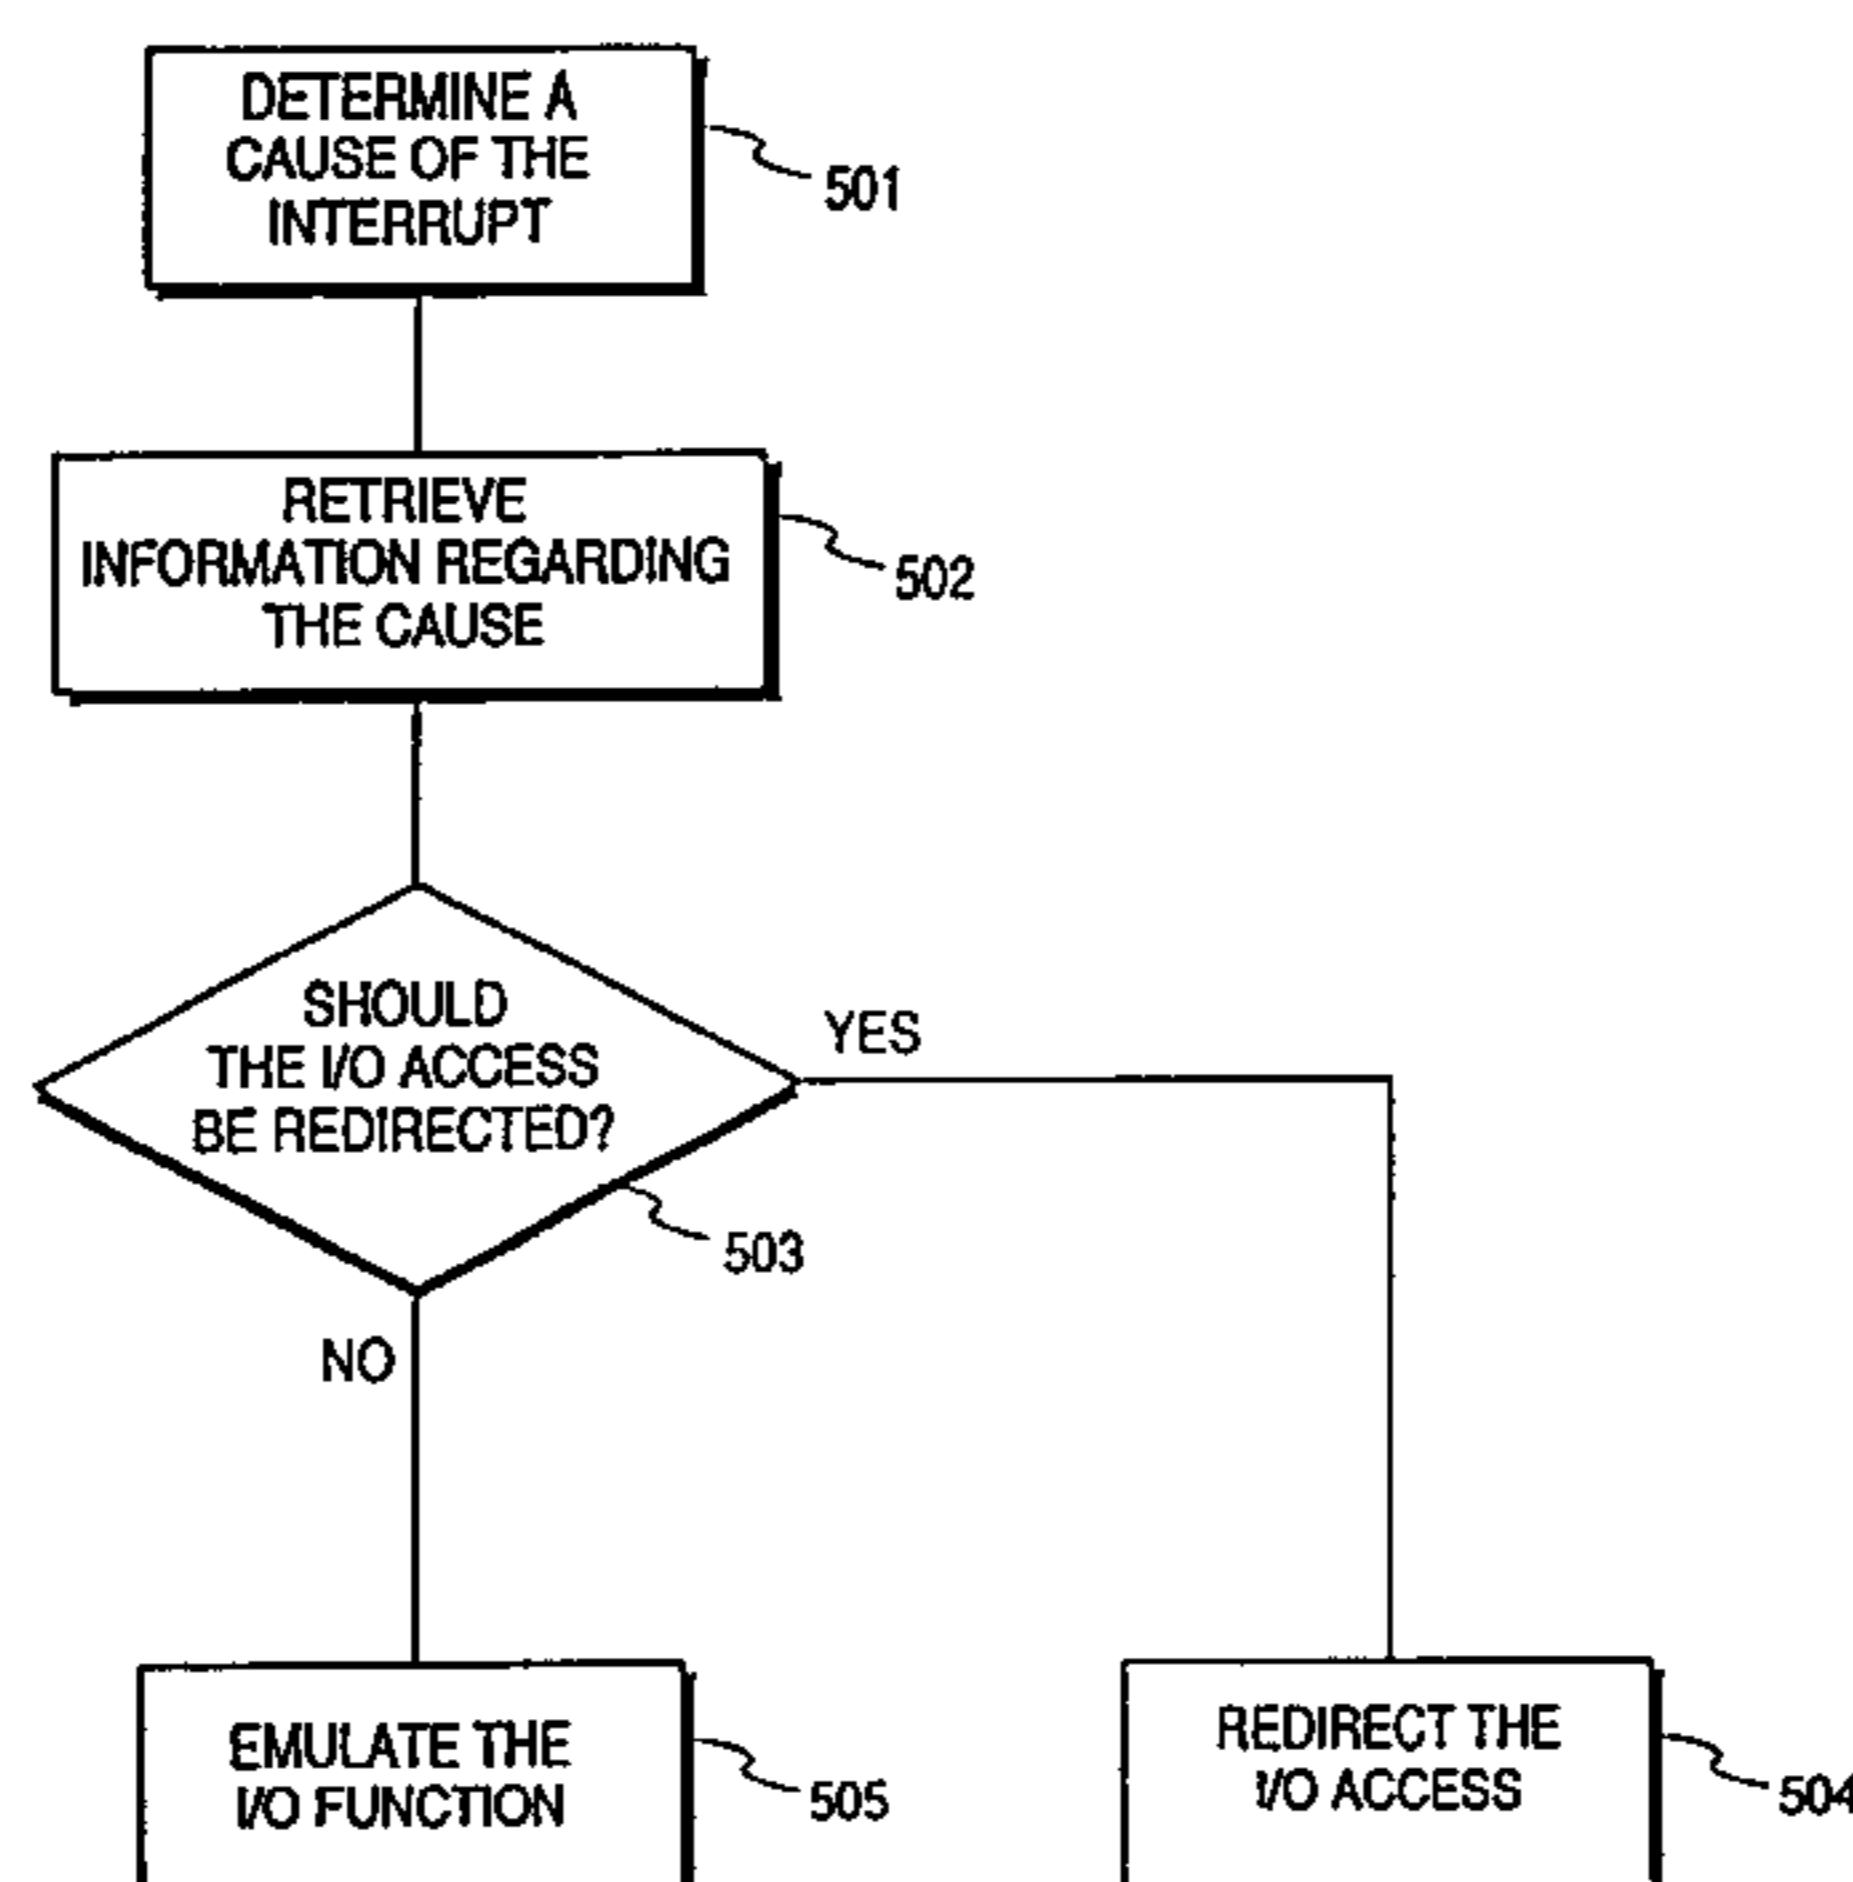 DETERMINE A
CAUSE OF THE
INTERRUPT
501
RETRIEVE
INFORMATION REGARDING
THE CAUSE
502
SHOULD
THE I/O ACCESS
BE REDIRECTED?
YES
503
NO
EMULATE THE
I/O FUNCTION
505
REDIRECT THE
I/O ACCESS
504